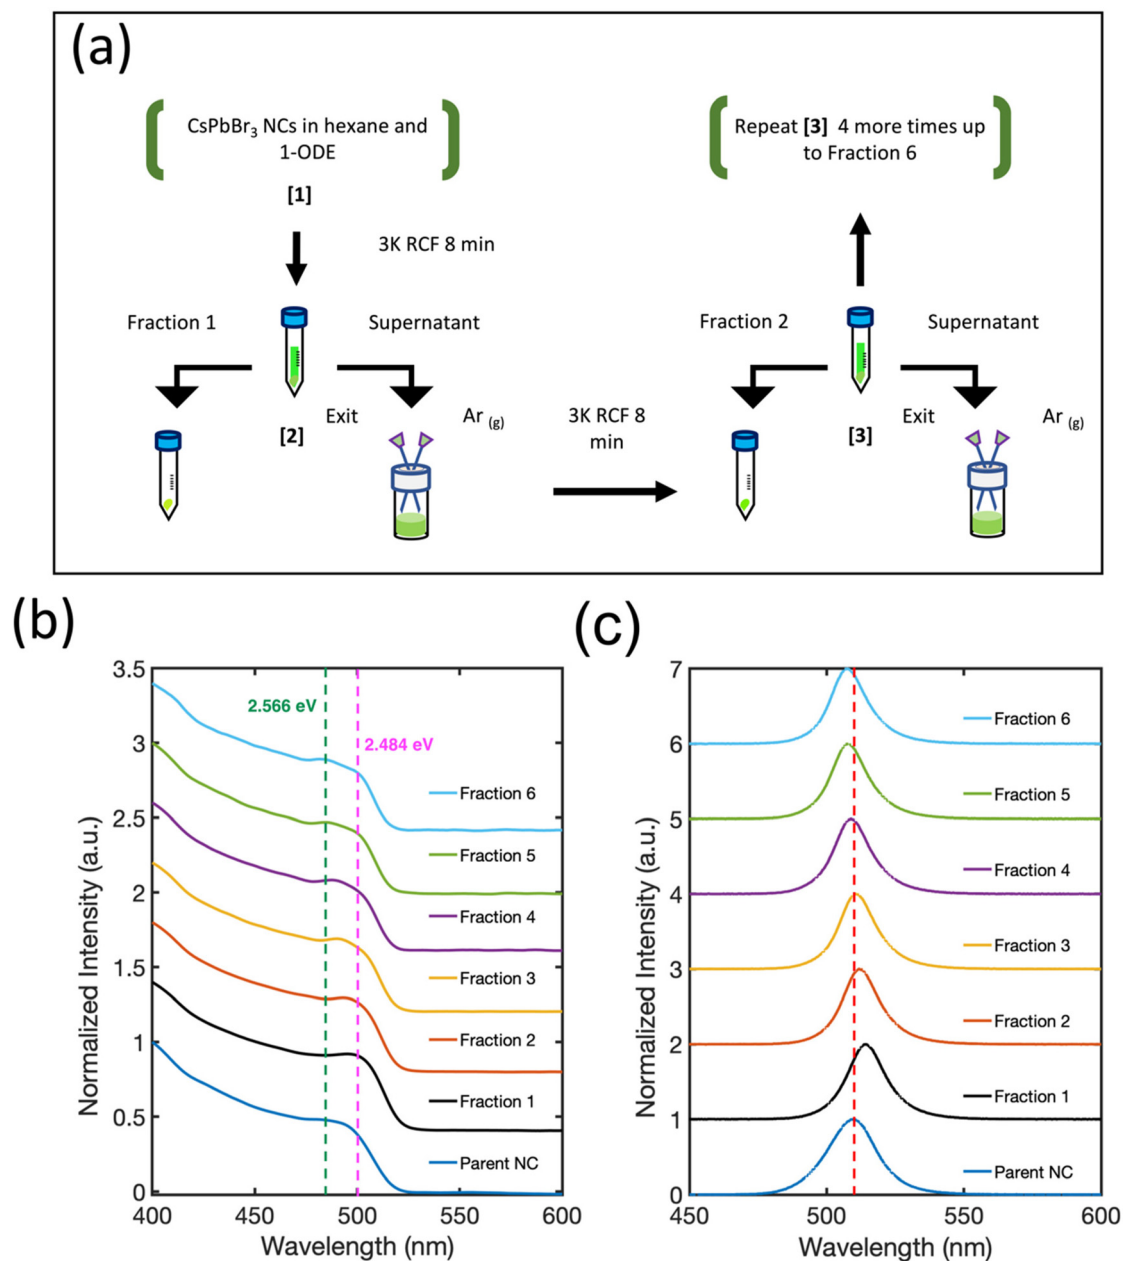 (a)
CsPbBr3 NCs in hexane and
1-ODE
[1]
3K RCF 8 min
Fraction 1
Supernatant
[2]
Exit
Ar (g)
3K RCF 8
min
Repeat [3] 4 more times up
to Fraction 6
Fraction 2
Supernatant
[3]
Exit
Ar (g)
(b)
Normalized Intensity (a.u.)
3.5
3
2.5
2
1.5
1
0.5
0
2.566 eV
2.484 eV
Fraction 6
Fraction 5
Fraction 4
Fraction 3
Fraction 2
Fraction 1
Parent NC
400
450
500
550
600
Wavelength (nm)
(c)
Normalized Intensity (a.u.)
7
6
5
4
3
2
1
0
Fraction 6
Fraction 5
Fraction 4
Fraction 3
Fraction 2
Fraction 1
Parent NC
450
500
550
600
Wavelength (nm)